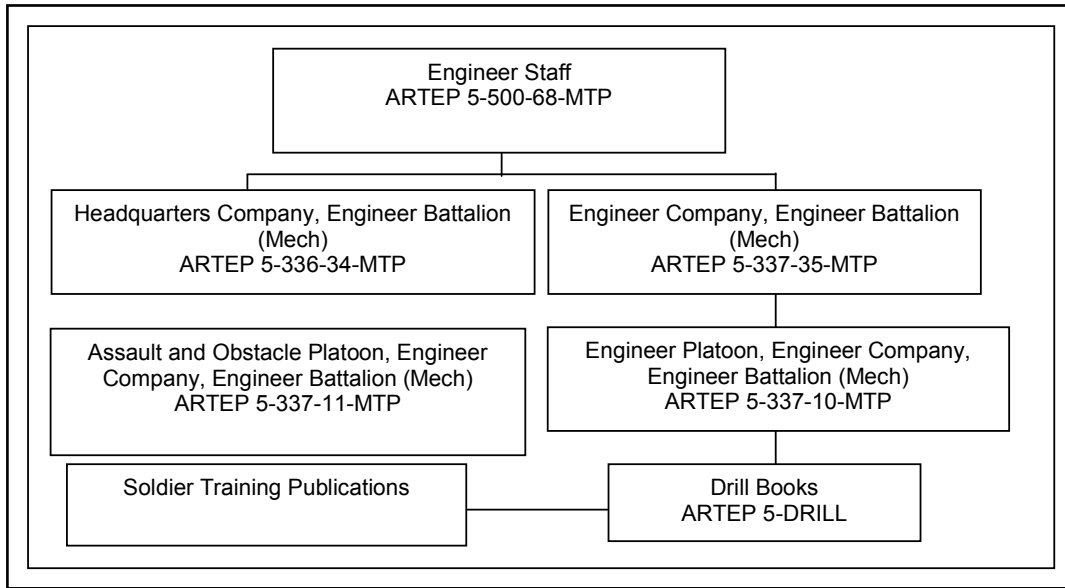 Engineer Staff
ARTEP 5-500-68-MTP
Headquarters Company, Engineer Battalion
(Mech)
ARTEP 5-336-34-MTP
Engineer Company, Engineer Battalion
(Mech)
ARTEP 5-337-35-MTP
Assault and Obstacle Platoon, Engineer
Company, Engineer Battalion (Mech)
ARTEP 5-337-11-MTP
Engineer Platoon, Engineer Company,
Engineer Battalion (Mech)
ARTEP 5-337-10-MTP
Soldier Training Publications
Drill Books
ARTEP 5-DRILL